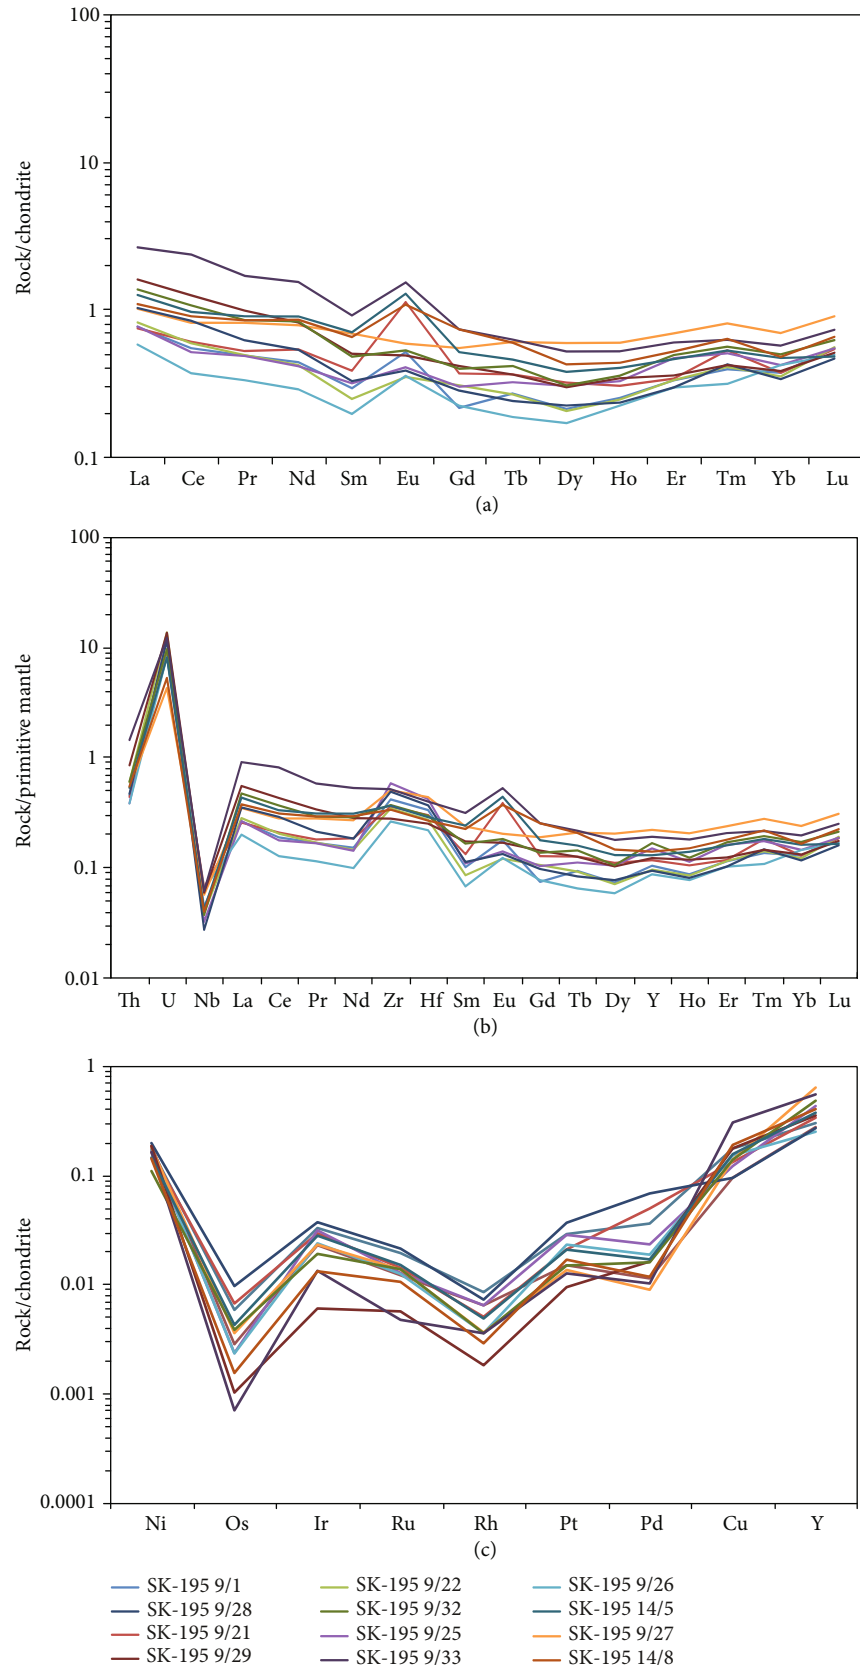 100
10
1
0.1
Rock/chondrite
La Ce Pr Nd Sm Eu Gd Tb Dy Ho Er Tm Yb Lu
(a)
100
10
1
0.1
0.01
Rock/primitive mantle
Th U Nb La Ce Pr Nd Zr Hf Sm Eu Gd Tb Dy Y Ho Er Tm Yb Lu
(b)
1
0.1
0.01
0.001
0.0001
Rock/chondrite
Ni Os Ir Ru Rh Pt Pd Cu Y
(c)
SK-195 9/1 SK-195 9/22 SK-195 9/26
SK-195 9/28 SK-195 9/32 SK-195 14/5
SK-195 9/21 SK-195 9/25 SK-195 9/27
SK-195 9/29 SK-195 9/33 SK-195 14/8